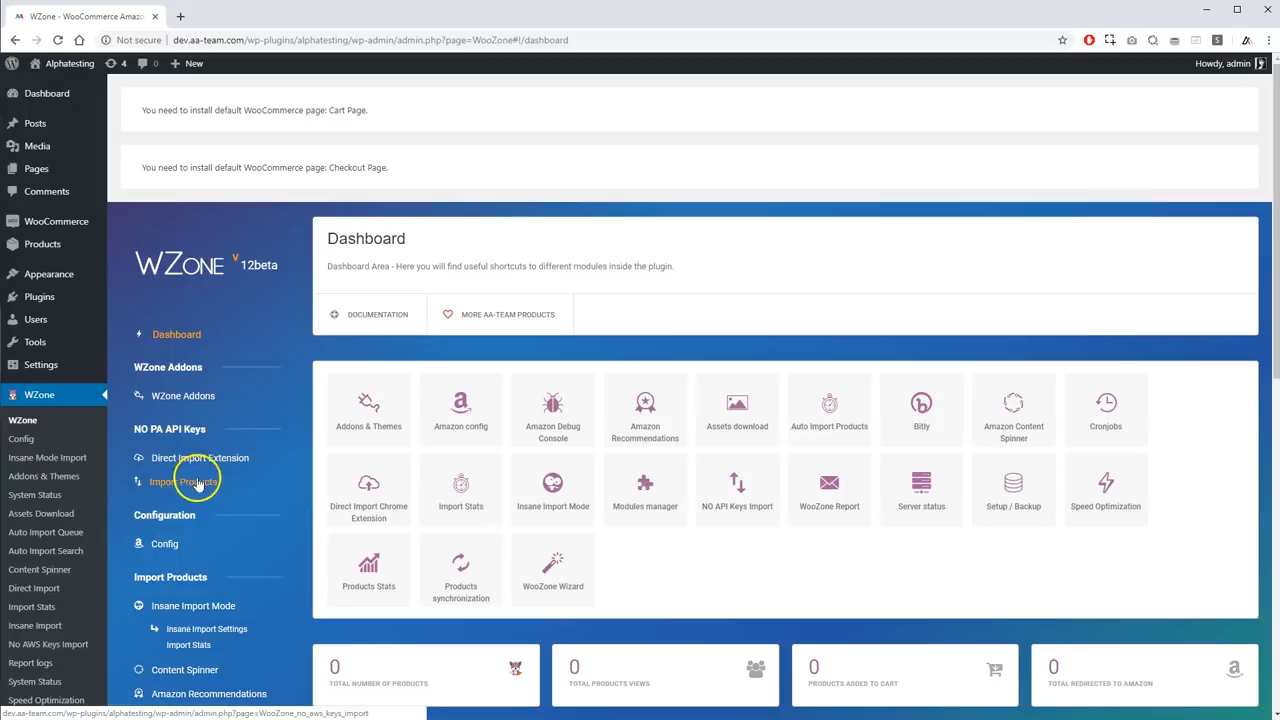 WZone - WooCommerce Amaz
Not secure
dev.aa-team.com/wp-plugins/alphatesting/wp-admin/admin.php?page=WooZone#!/dashboard
Alphatesting
4
0
New
Howdy, admin
Dashboard
Posts
Media
Pages
Comments
WooCommerce
Products
Appearance
Plugins
Users
Tools
Settings
WZone
WZone
Config
Insane Mode Import
Addons & Themes
System Status
Assets Download
Auto Import Queue
Auto Import Search
Content Spinner
Direct Import
Import Stats
Insane Import
No AWS Keys Import
Report logs
System Status
Speed Optimization
You need to install default WooCommerce page: Cart Page.
You need to install default WooCommerce page: Checkout Page.
WZONE V 12beta
Dashboard
WZone Addons
WZone Addons
NO PA API Keys
Direct Import Extension
Import Products
Configuration
Config
Import Products
Insane Import Mode
Insane Import Settings
Import Stats
Content Spinner
Amazon Recommendations
Dashboard
Dashboard Area - Here you will find useful shortcuts to different modules inside the plugin.
DOCUMENTATION
MORE AA-TEAM PRODUCTS
Addons & Themes
Amazon config
Amazon Debug
Console
Amazon
Recommendations
Assets download
Auto Import Products
Bitly
Amazon Content
Spinner
Cronjobs
Direct Import Chrome
Extension
Import Stats
Insane Import Mode
Modules manager
NO API Keys Import
WooZone Report
Server status
Setup / Backup
Speed Optimization
Products Stats
Products
synchronization
WooZone Wizard
0
TOTAL NUMBER OF PRODUCTS
0
TOTAL PRODUCTS VIEWS
0
PRODUCTS ADDED TO CART
0
TOTAL REDIRECTED TO AMAZON
dev.aa-team.com/wp-plugins/alphatesting/wp-admin/admin.php?page=WooZone_no_aws_keys_import